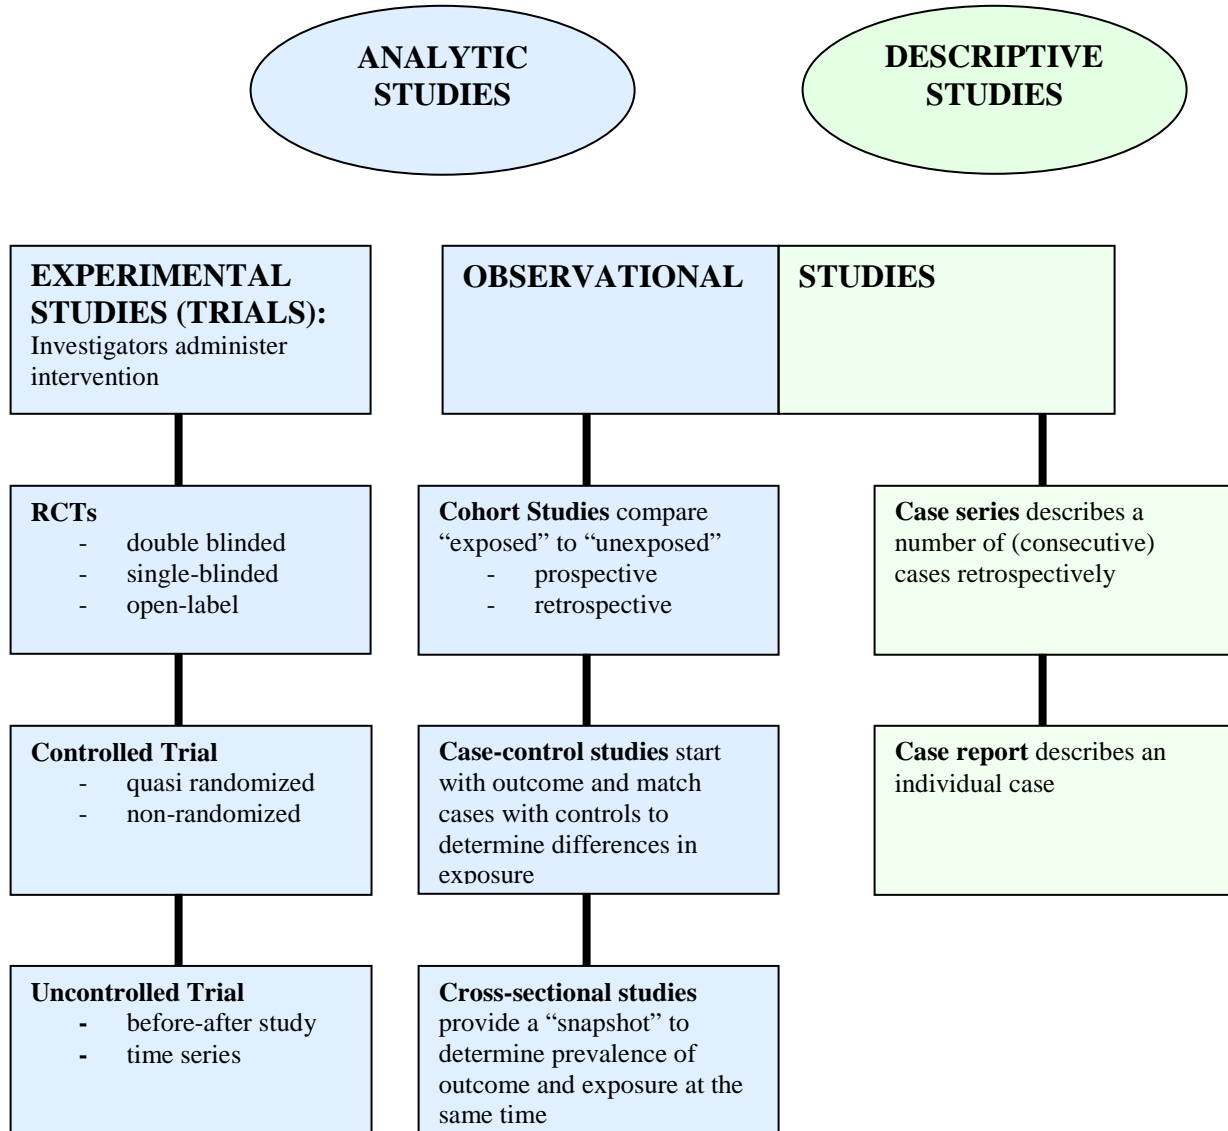 ANALYTIC
STUDIES
DESCRIPTIVE
STUDIES
EXPERIMENTAL
STUDIES (TRIALS):
Investigators administer
intervention
OBSERVATIONAL
STUDIES
RCTs
- double blinded
- single-blinded
- open-label
Cohort Studies compare
“exposed” to “unexposed”
- prospective
- retrospective
Case series describes a
number of (consecutive)
cases retrospectively
Controlled Trial
- quasi randomized
- non-randomized
Case-control studies start
with outcome and match
cases with controls to
determine differences in
exposure
Case report describes an
individual case
Uncontrolled Trial
- before-after study
- time series
Cross-sectional studies
provide a “snapshot” to
determine prevalence of
outcome and exposure at the
same time